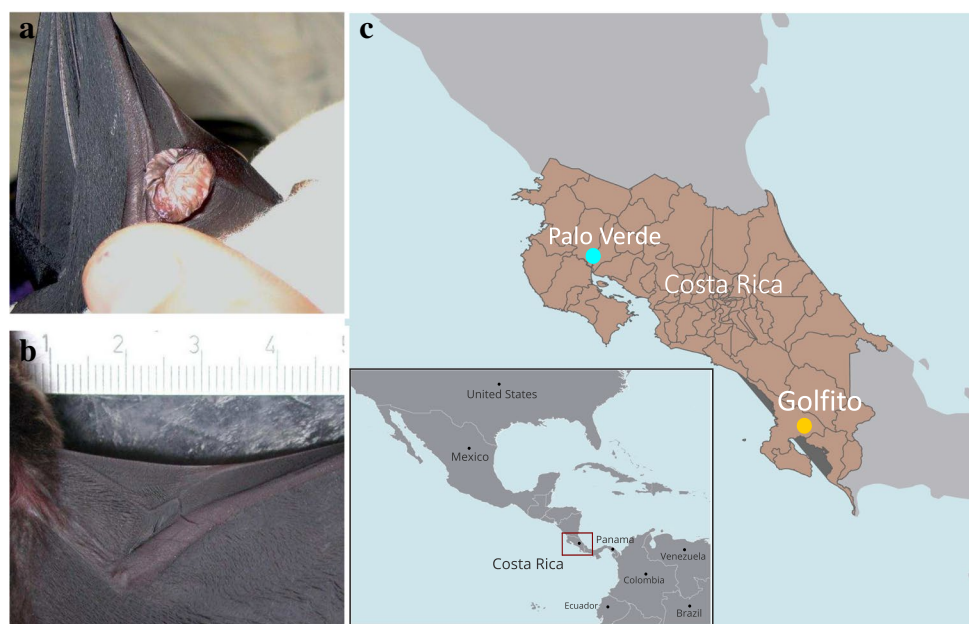 a
b
1 2 3 4 5
c
Palo Verde
Costa Rica
Golfito
United States
Mexico
Costa Rica
Panama
Venezuela
Colombia
Ecuador
Brazil